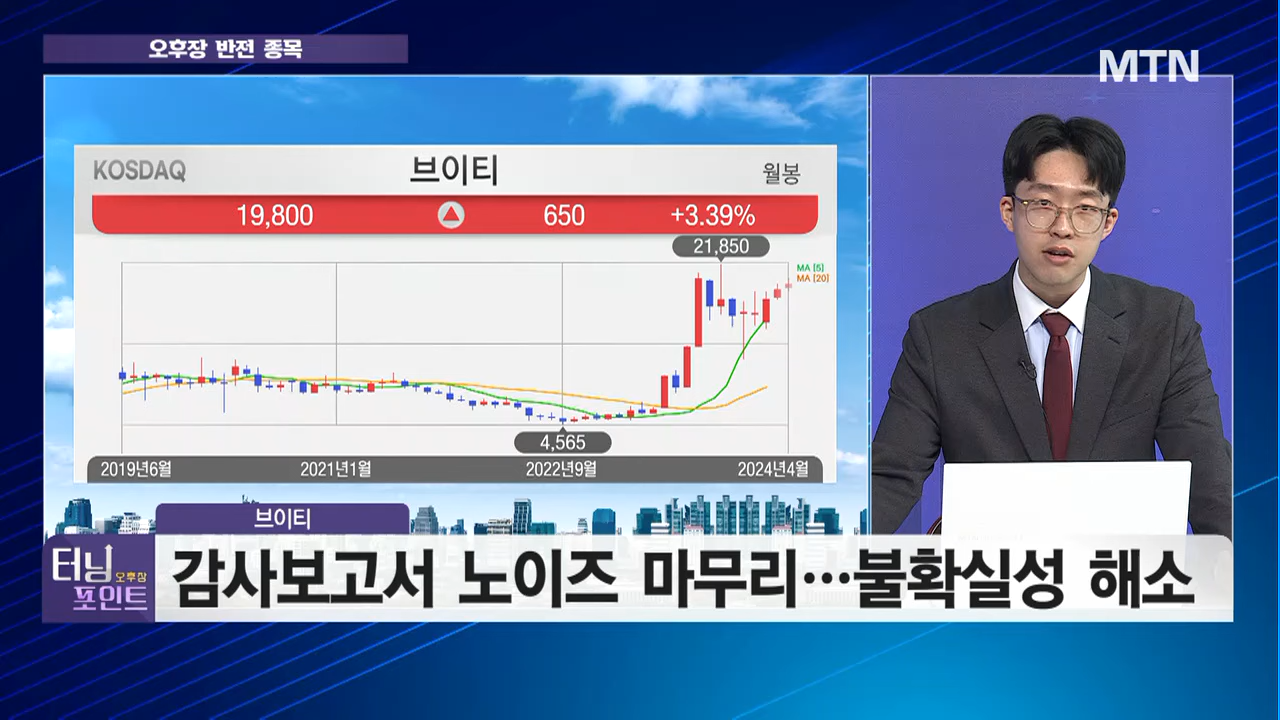 오후장 반전 종목
MTN
KOSDAQ 브이티 월봉
19,800 650 +3.39%
21,850
MA [5]
MA [20]
4,565
2019년6월 2021년1월 2022년9월 2024년4월
브이티
터닝 오후장
포인트
감사보고서 노이즈 마무리…불확실성 해소